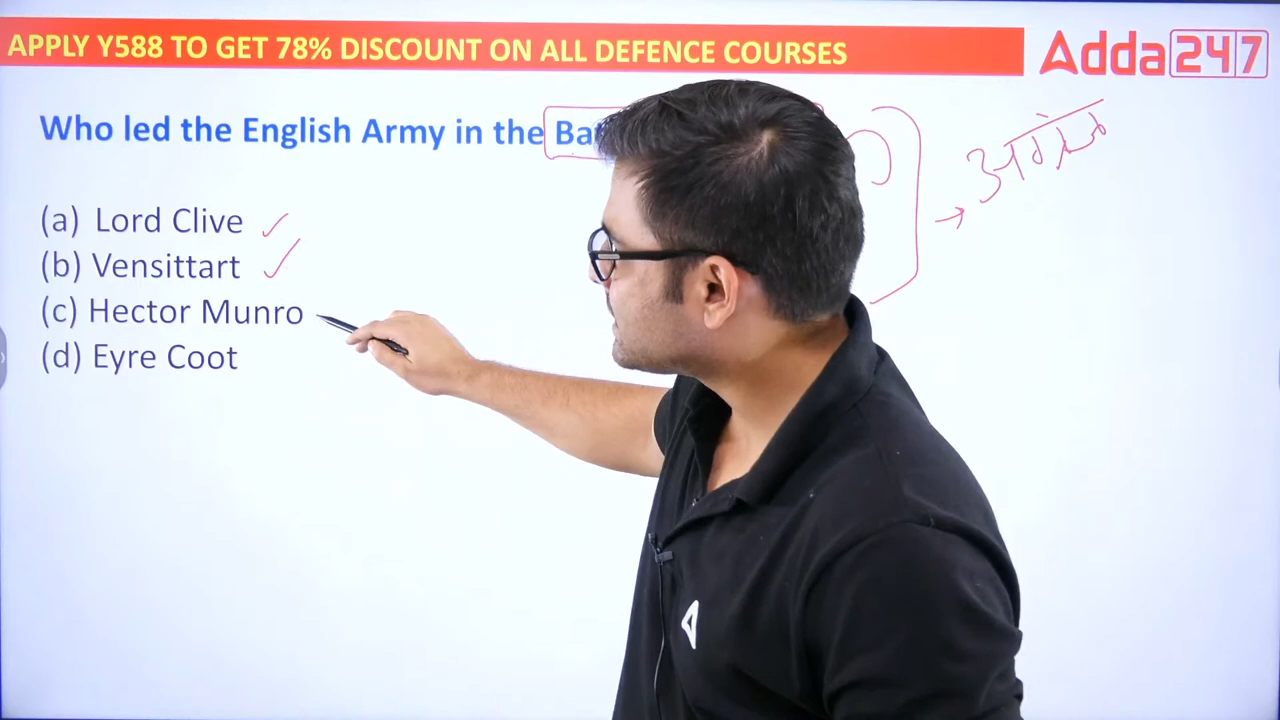 APPLY Y588 TO GET 78% DISCOUNT ON ALL DEFENCE COURSES
Adda247
Who led the English Army in the Ba
(a) Lord Clive
(b) Vensittart
(c) Hector Munro
(d) Eyre Coot